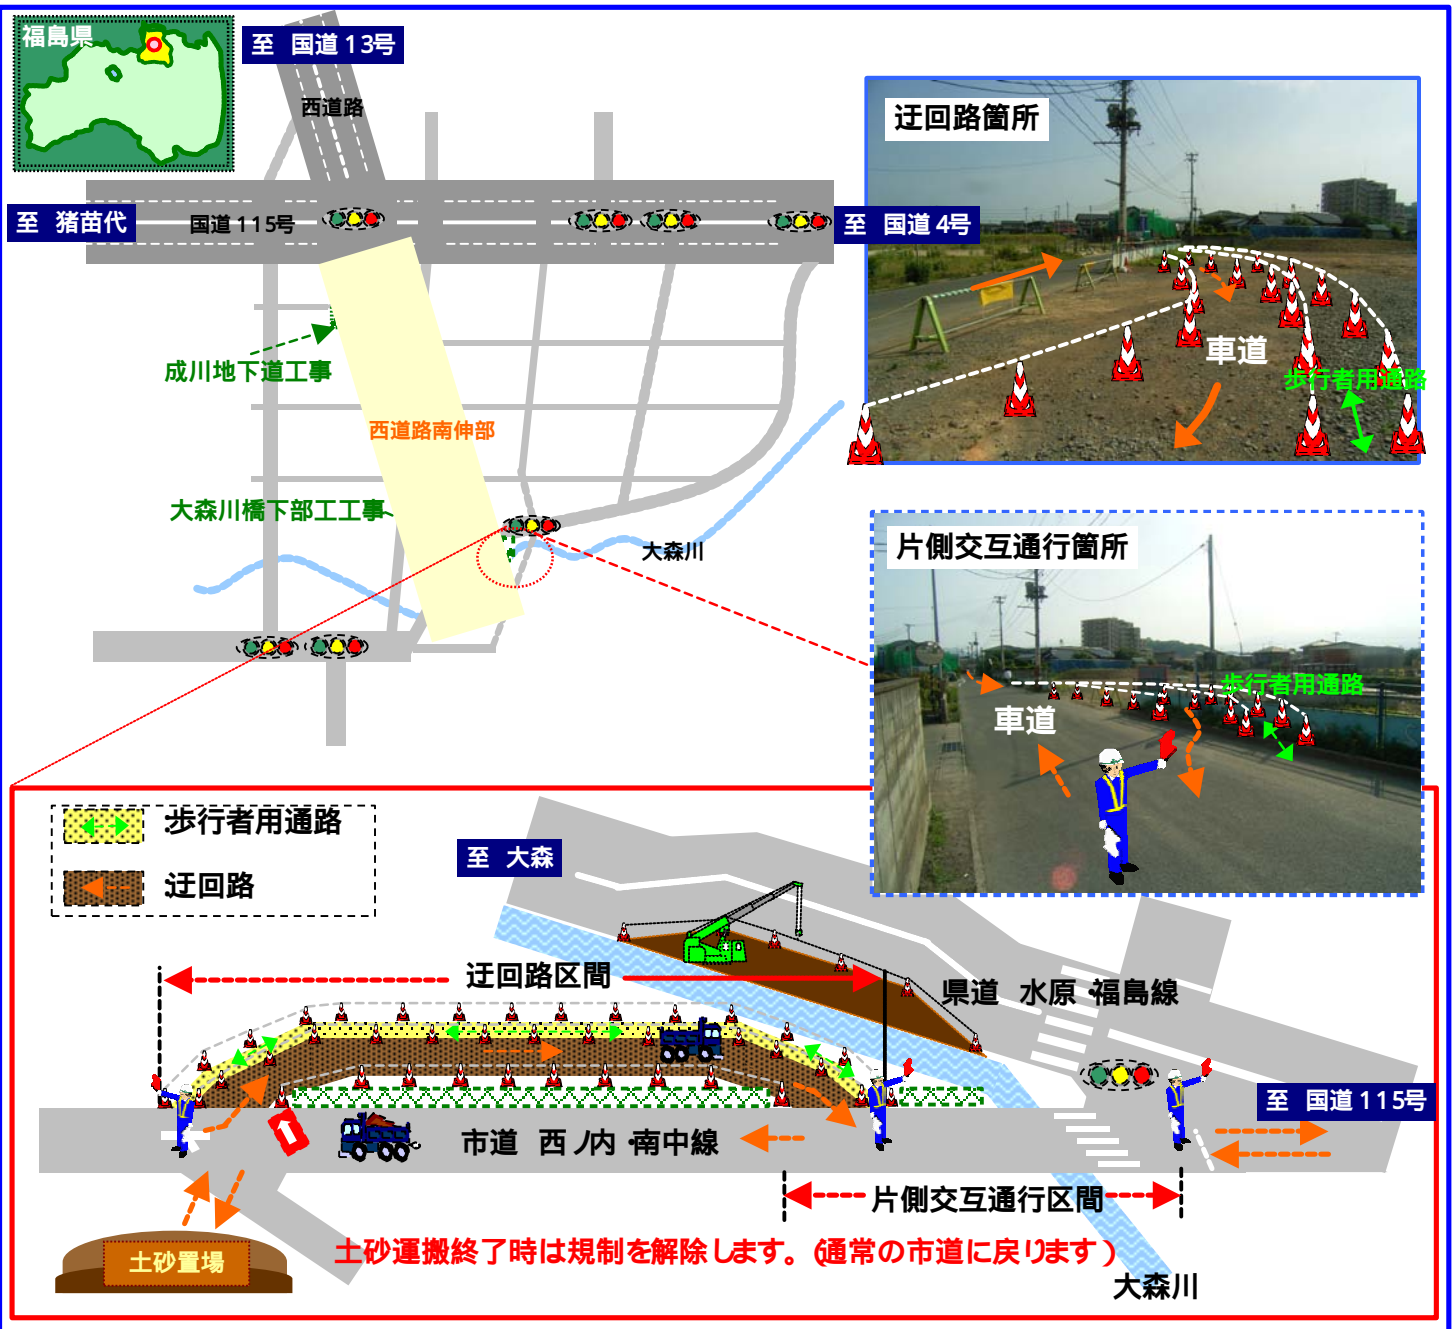 福島県
至 国道13号
西道路
至 猪苗代
国道115号
至 国道4号
成川地下道工事
西道路南伸部
大森川橋下部工工事
大森川
迂回路箇所
車道
歩行者用通路
片側交互通行箇所
歩行者用通路
車道
:歩行者用通路
:迂回路
至 大森
迂回路区間
県道 水原・福島線
市道 西ノ内・南中線
至 国道115号
片側交互通行区間
土砂置場
土砂運搬終了時は規制を解除します。(通常の市道に戻ります)
大森川